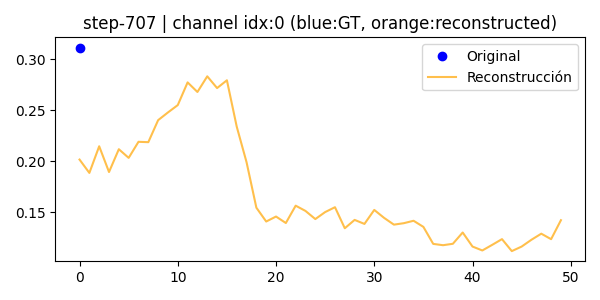 step-707 | channel idx:0 (blue:GT, orange:reconstructed)
Original
Reconstrucción
0.30
0.25
0.20
0.15
0 10 20 30 40 50